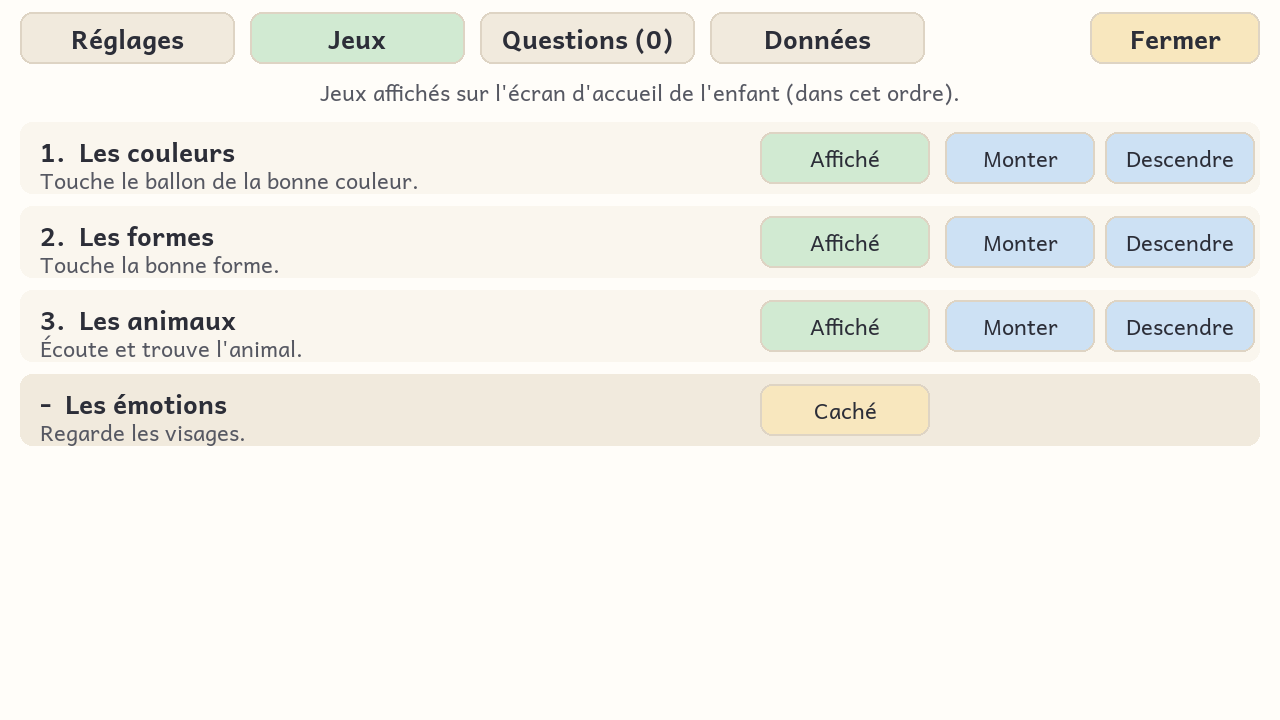 Réglages Jeux Questions (0) Données Fermer
Jeux affichés sur l'écran d'accueil de l'enfant (dans cet ordre).
1. Les couleurs
Touche le ballon de la bonne couleur.
Affiché Monter Descendre
2. Les formes
Touche la bonne forme.
Affiché Monter Descendre
3. Les animaux
Écoute et trouve l'animal.
Affiché Monter Descendre
- Les émotions
Regarde les visages.
Caché